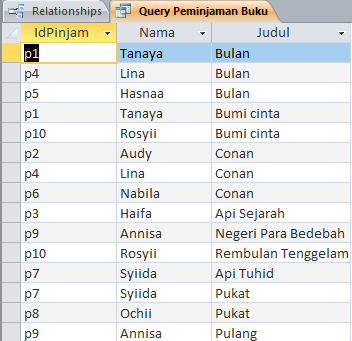 Relationships Query Peminjaman Buku
IdPinjam Nama Judul
p1 Tanaya Bulan
p4 Lina Bulan
p5 Hasnaa Bulan
p1 Tanaya Bumi cinta
p10 Rosyii Bumi cinta
p2 Audy Conan
p4 Lina Conan
p6 Nabila Conan
p3 Haifa Api Sejarah
p9 Annisa Negeri Para Bedebah
p10 Rosyii Rembulan Tenggelam
p7 Syiida Api Tuhid
p7 Syiida Pukat
p8 Ochii Pukat
p9 Annisa Pulang